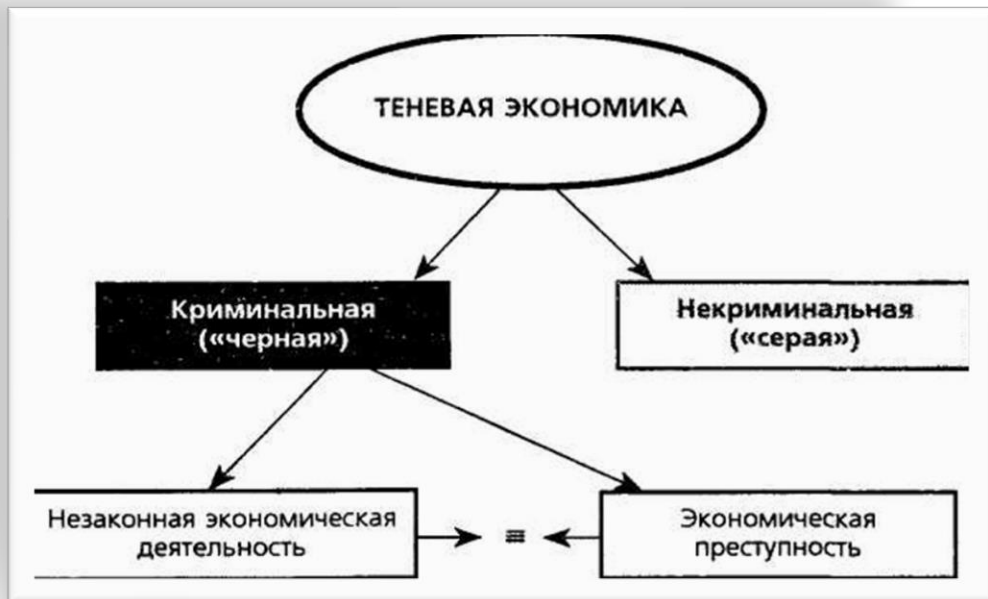 ТЕНЕВАЯ ЭКОНОМИКА
Криминальная
(«черная»)
Некриминальная
(«серая»)
Незаконная экономическая
деятельность
≡
Экономическая
преступность